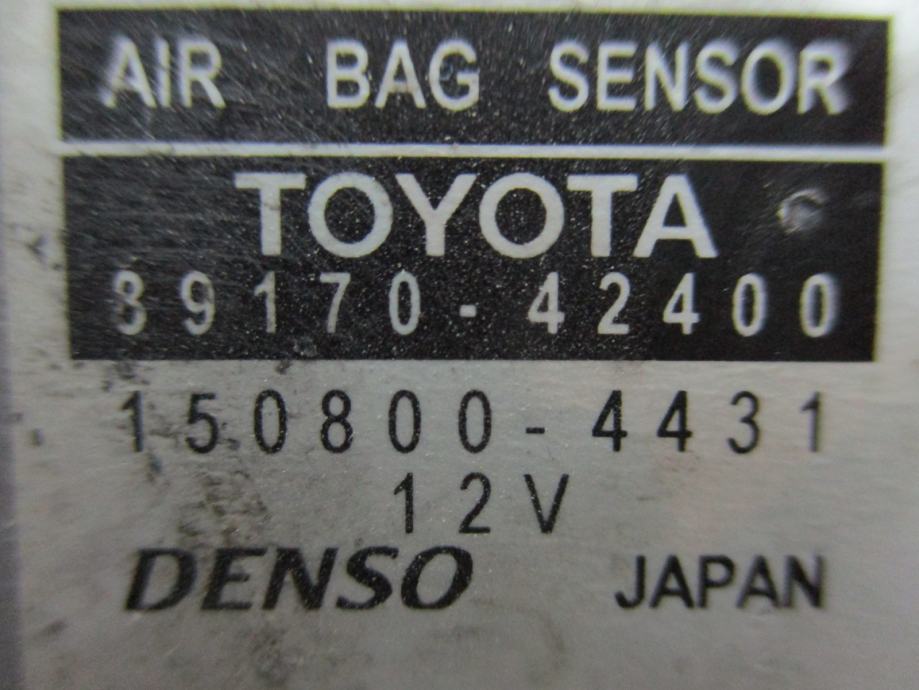 AIR BAG SENSOR
TOYOTA
89170-42400
150800-4431
12V
DENSO JAPAN